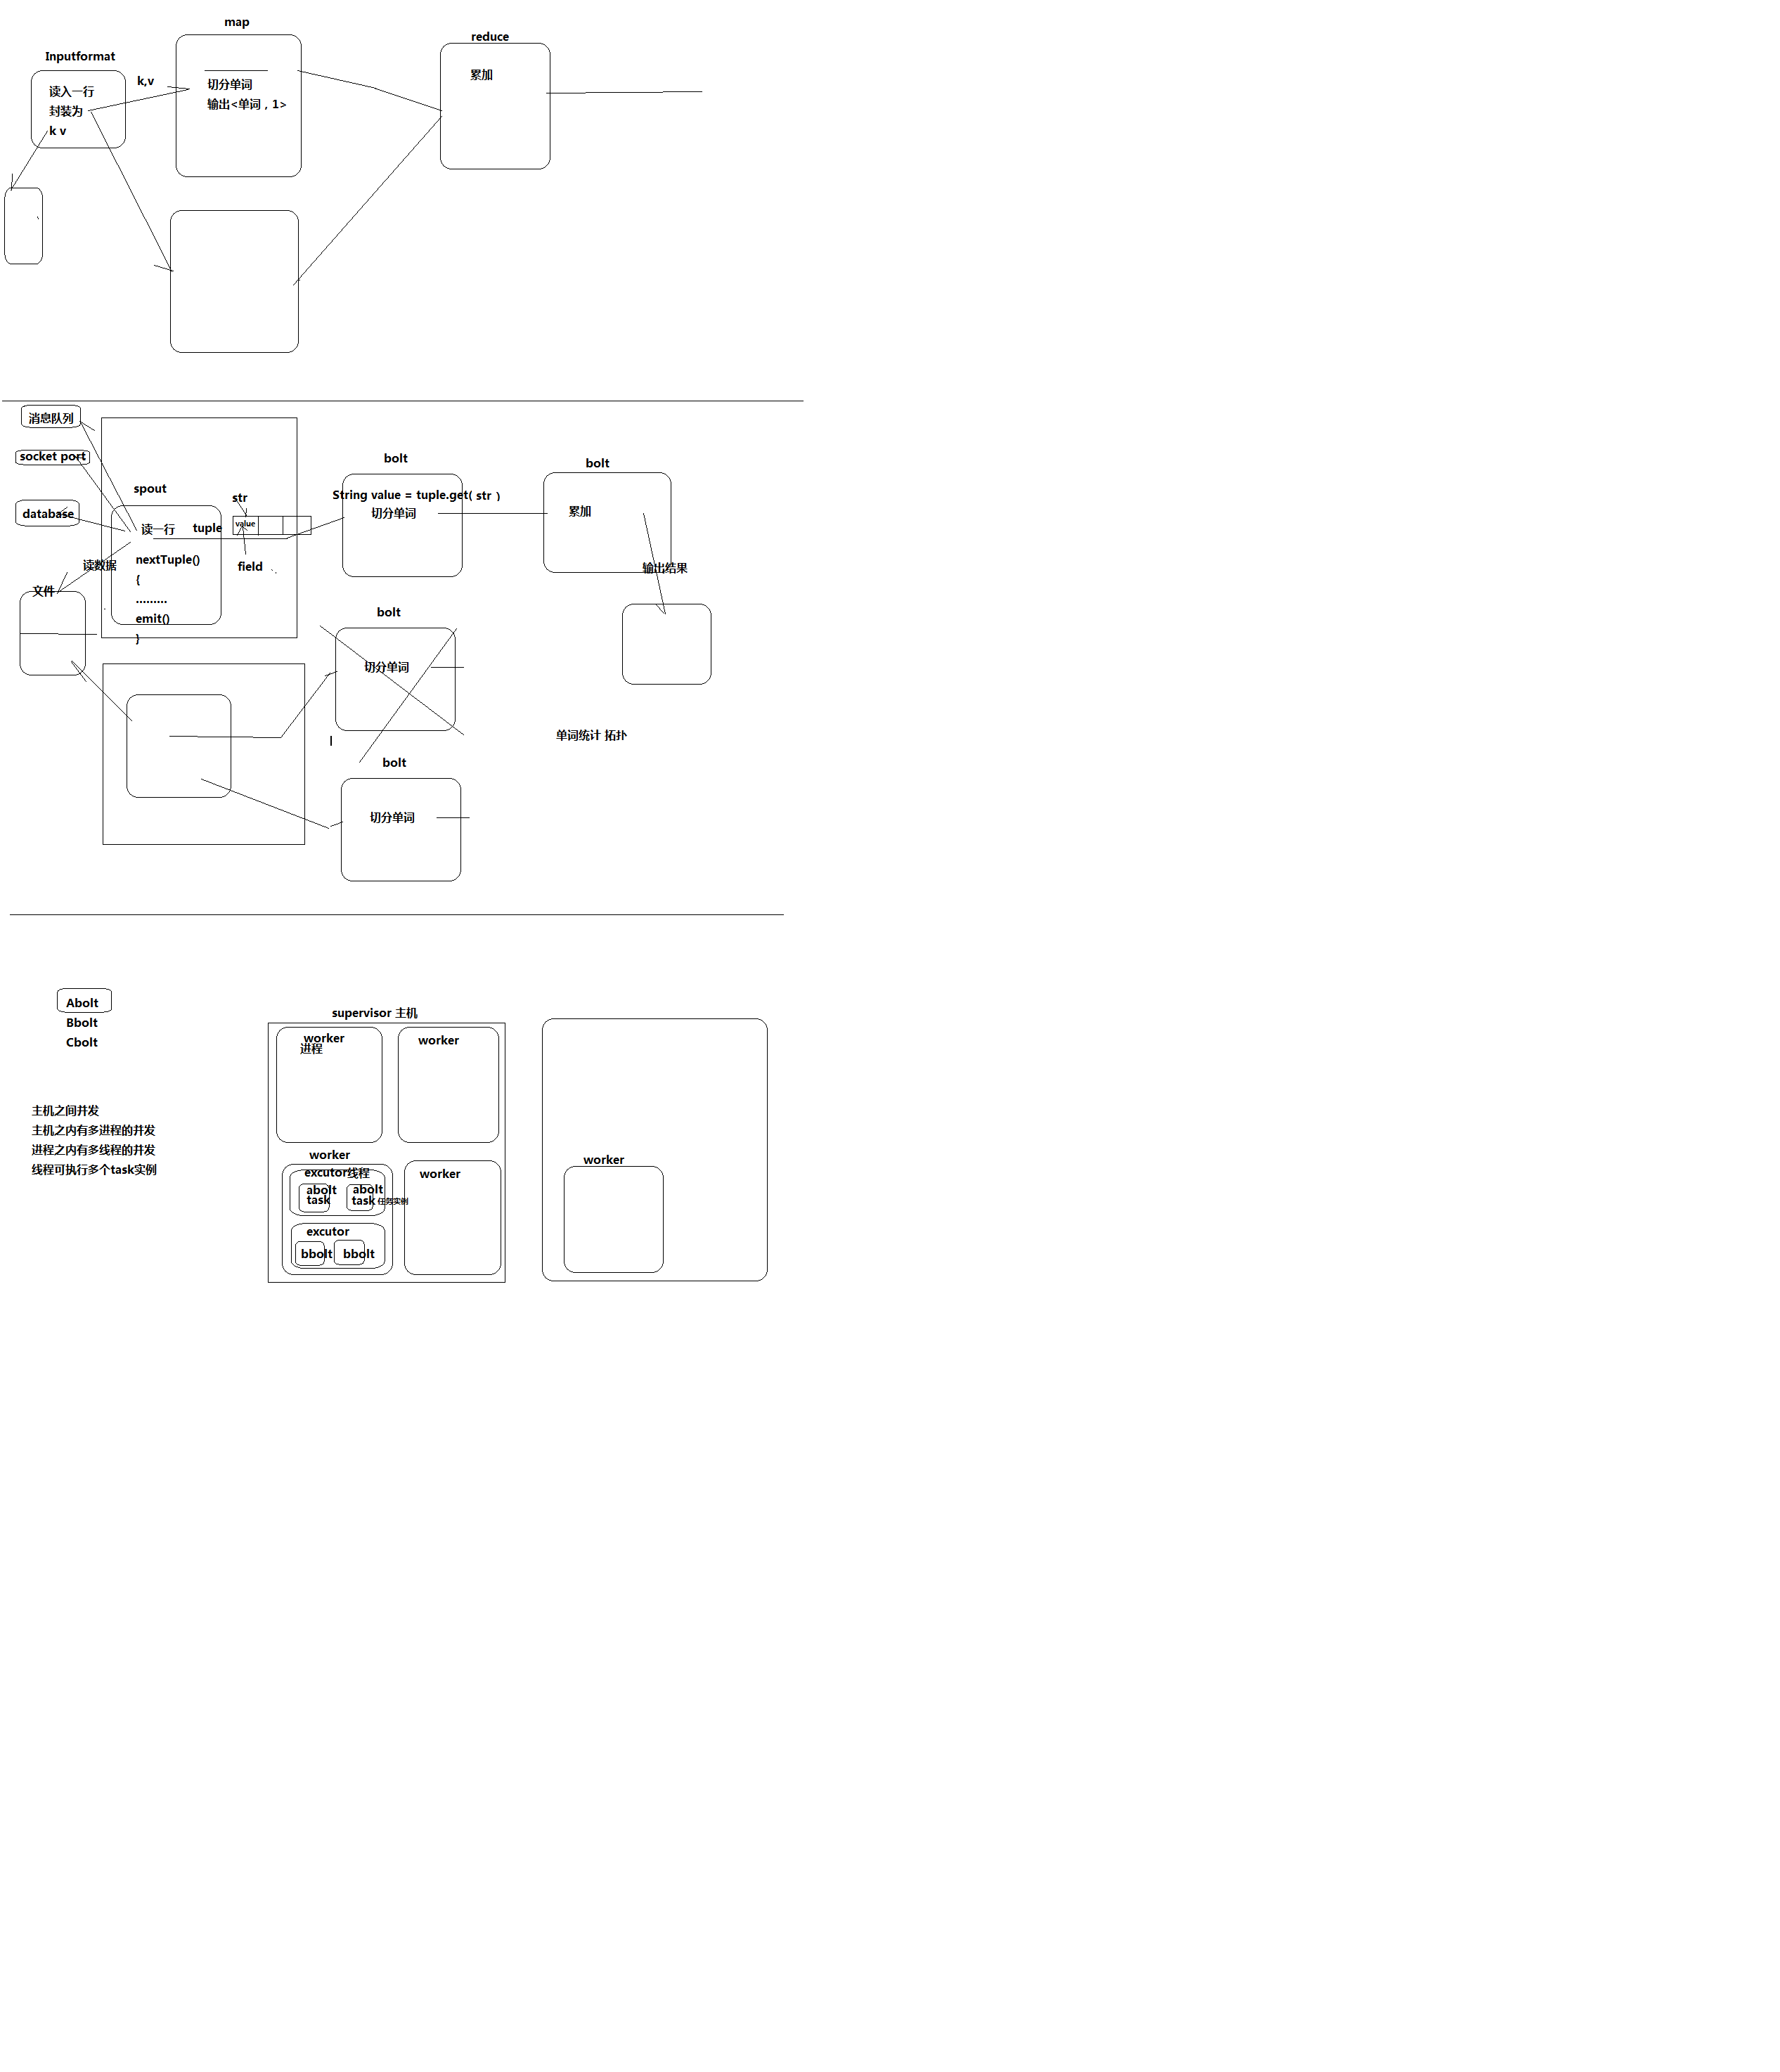 map
Inputformat
读入一行
封装为
k v
k,v
切分单词
输出<单词，1>
reduce
累加
消息队列
socket port
database
文件
读数据
spout
读一行
tuple
nextTuple()
{
.........
emit()
}
str
value
field
bolt
String value = tuple.get( str )
切分单词
bolt
累加
输出结果
bolt
切分单词
bolt
切分单词
单词统计 拓扑
Abolt
Bbolt
Cbolt
主机之间并发
主机之内有多进程的并发
进程之内有多线程的并发
线程可执行多个task实例
supervisor 主机
worker
进程
worker
worker
excutor线程
abolt
task
abolt
task 任务实例
excutor
bbolt
bbolt
worker
worker